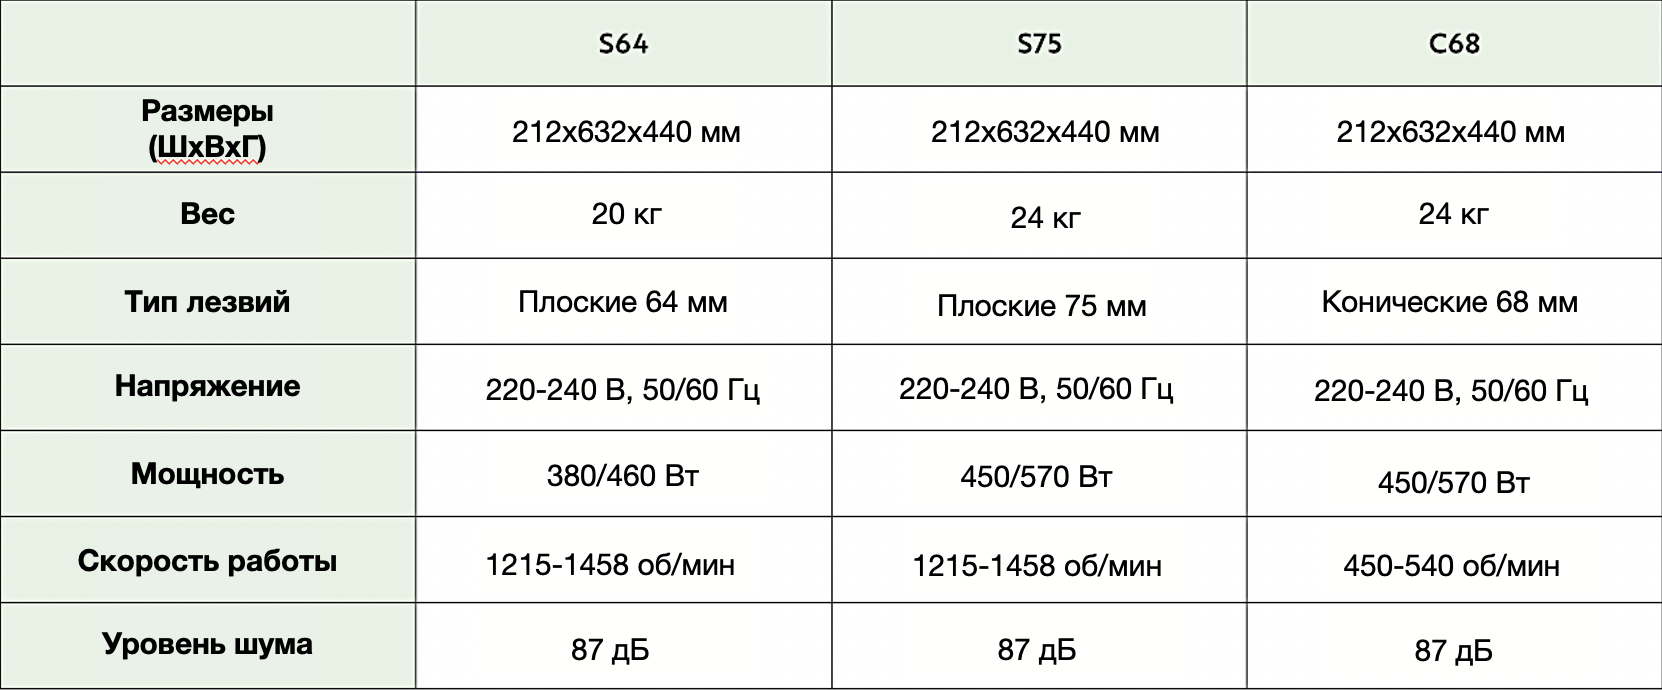 S64 S75 C68
Размеры
(ШхВхГ) 212х632х440 мм 212х632х440 мм 212х632х440 мм
Вес 20 кг 24 кг 24 кг
Тип лезвий Плоские 64 мм Плоские 75 мм Конические 68 мм
Напряжение 220-240 В, 50/60 Гц 220-240 В, 50/60 Гц 220-240 В, 50/60 Гц
Мощность 380/460 Вт 450/570 Вт 450/570 Вт
Скорость работы 1215-1458 об/мин 1215-1458 об/мин 450-540 об/мин
Уровень шума 87 дБ 87 дБ 87 дБ